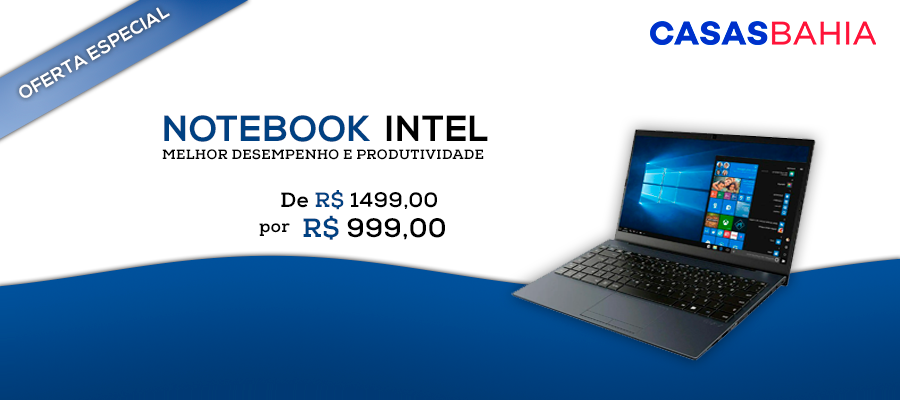 OFERTA ESPECIAL
CASASBAHIA
NOTEBOOK INTEL
MELHOR DESEMPENHO E PRODUTIVIDADE
De R$ 1499,00
por R$ 999,00